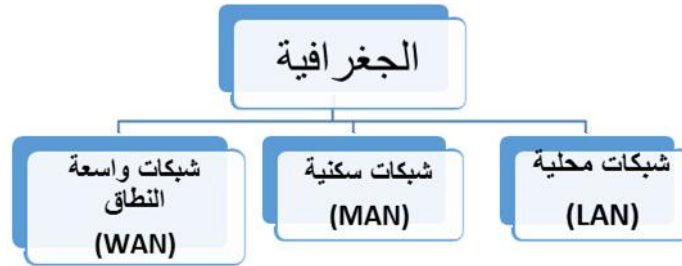 الجغرافية
شبكات محلية
(LAN)
شبكات سكنية
(MAN)
شبكات واسعة
النطاق
(WAN)